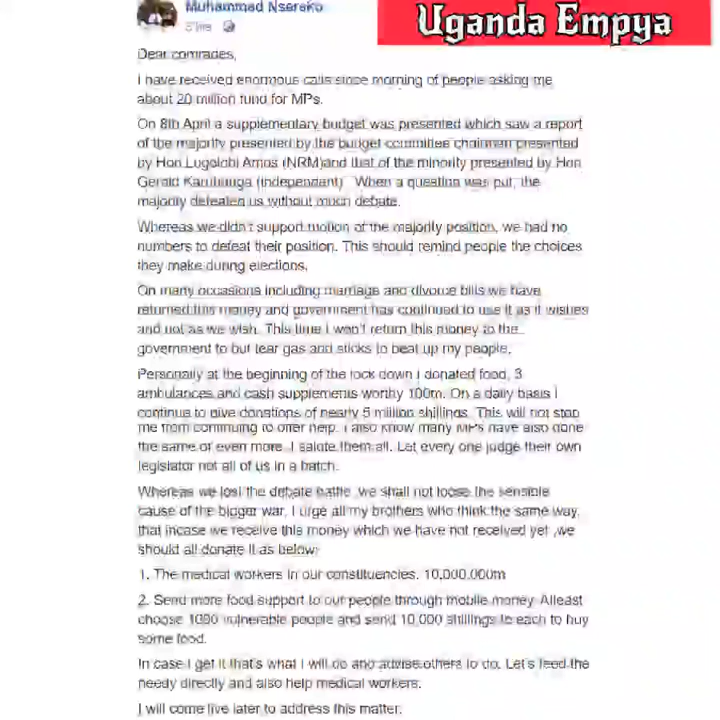 Muhammad Nsereko
Uganda Empya
Dear comrades,
I have received enormous calls since morning of people asking me
about 20 million fund for MPs.
On 8th April a supplementary budget was presented which saw a report
of the majority presented by the budget committee chairman presented
by Hon Lugolobi Amos (NRM)and that of the minority presented by Hon
Gerald Karuhanga (independent) When a question was put, the
majority defeated us without much debate.
Whereas we didn't support motion of the majority position, we had no
numbers to defeat their position. This should remind people the choices
they make during elections.
On many occasions including marriage and divorce bills we have
returned this money and government has continued to use it as it wishes
and not as we wish. This time I won't return this money to the
government to but tear gas and sticks to beat up my people.
Personally at the beginning of the lock down I donated food, 3
ambulances and cash supplements worthy 100m. On a daily basis I
continue to give donations of nearly 5 million shillings. This will not stop
me from continuing to offer help. I also know many MPs have also done
the same or even more .I salute them all. Let every one judge their own
legislator not all of us in a batch.
Whereas we lost the debate battle ,we shall not loose the sensible
cause of the bigger war. I urge all my brothers who think the same way,
that incase we receive this money which we have not received yet ,we
should all donate it as below
1. The medical workers in our constituencies. 10,000,000m
2. Send more food support to our people through mobile money. Atleast
choose 1000 vulnerable people and send 10,000 shillings to each to buy
some food.
In case I get it that's what I will do and advise others to do. Let's feed the
needy directly and also help medical workers.
I will come live later to address this matter.